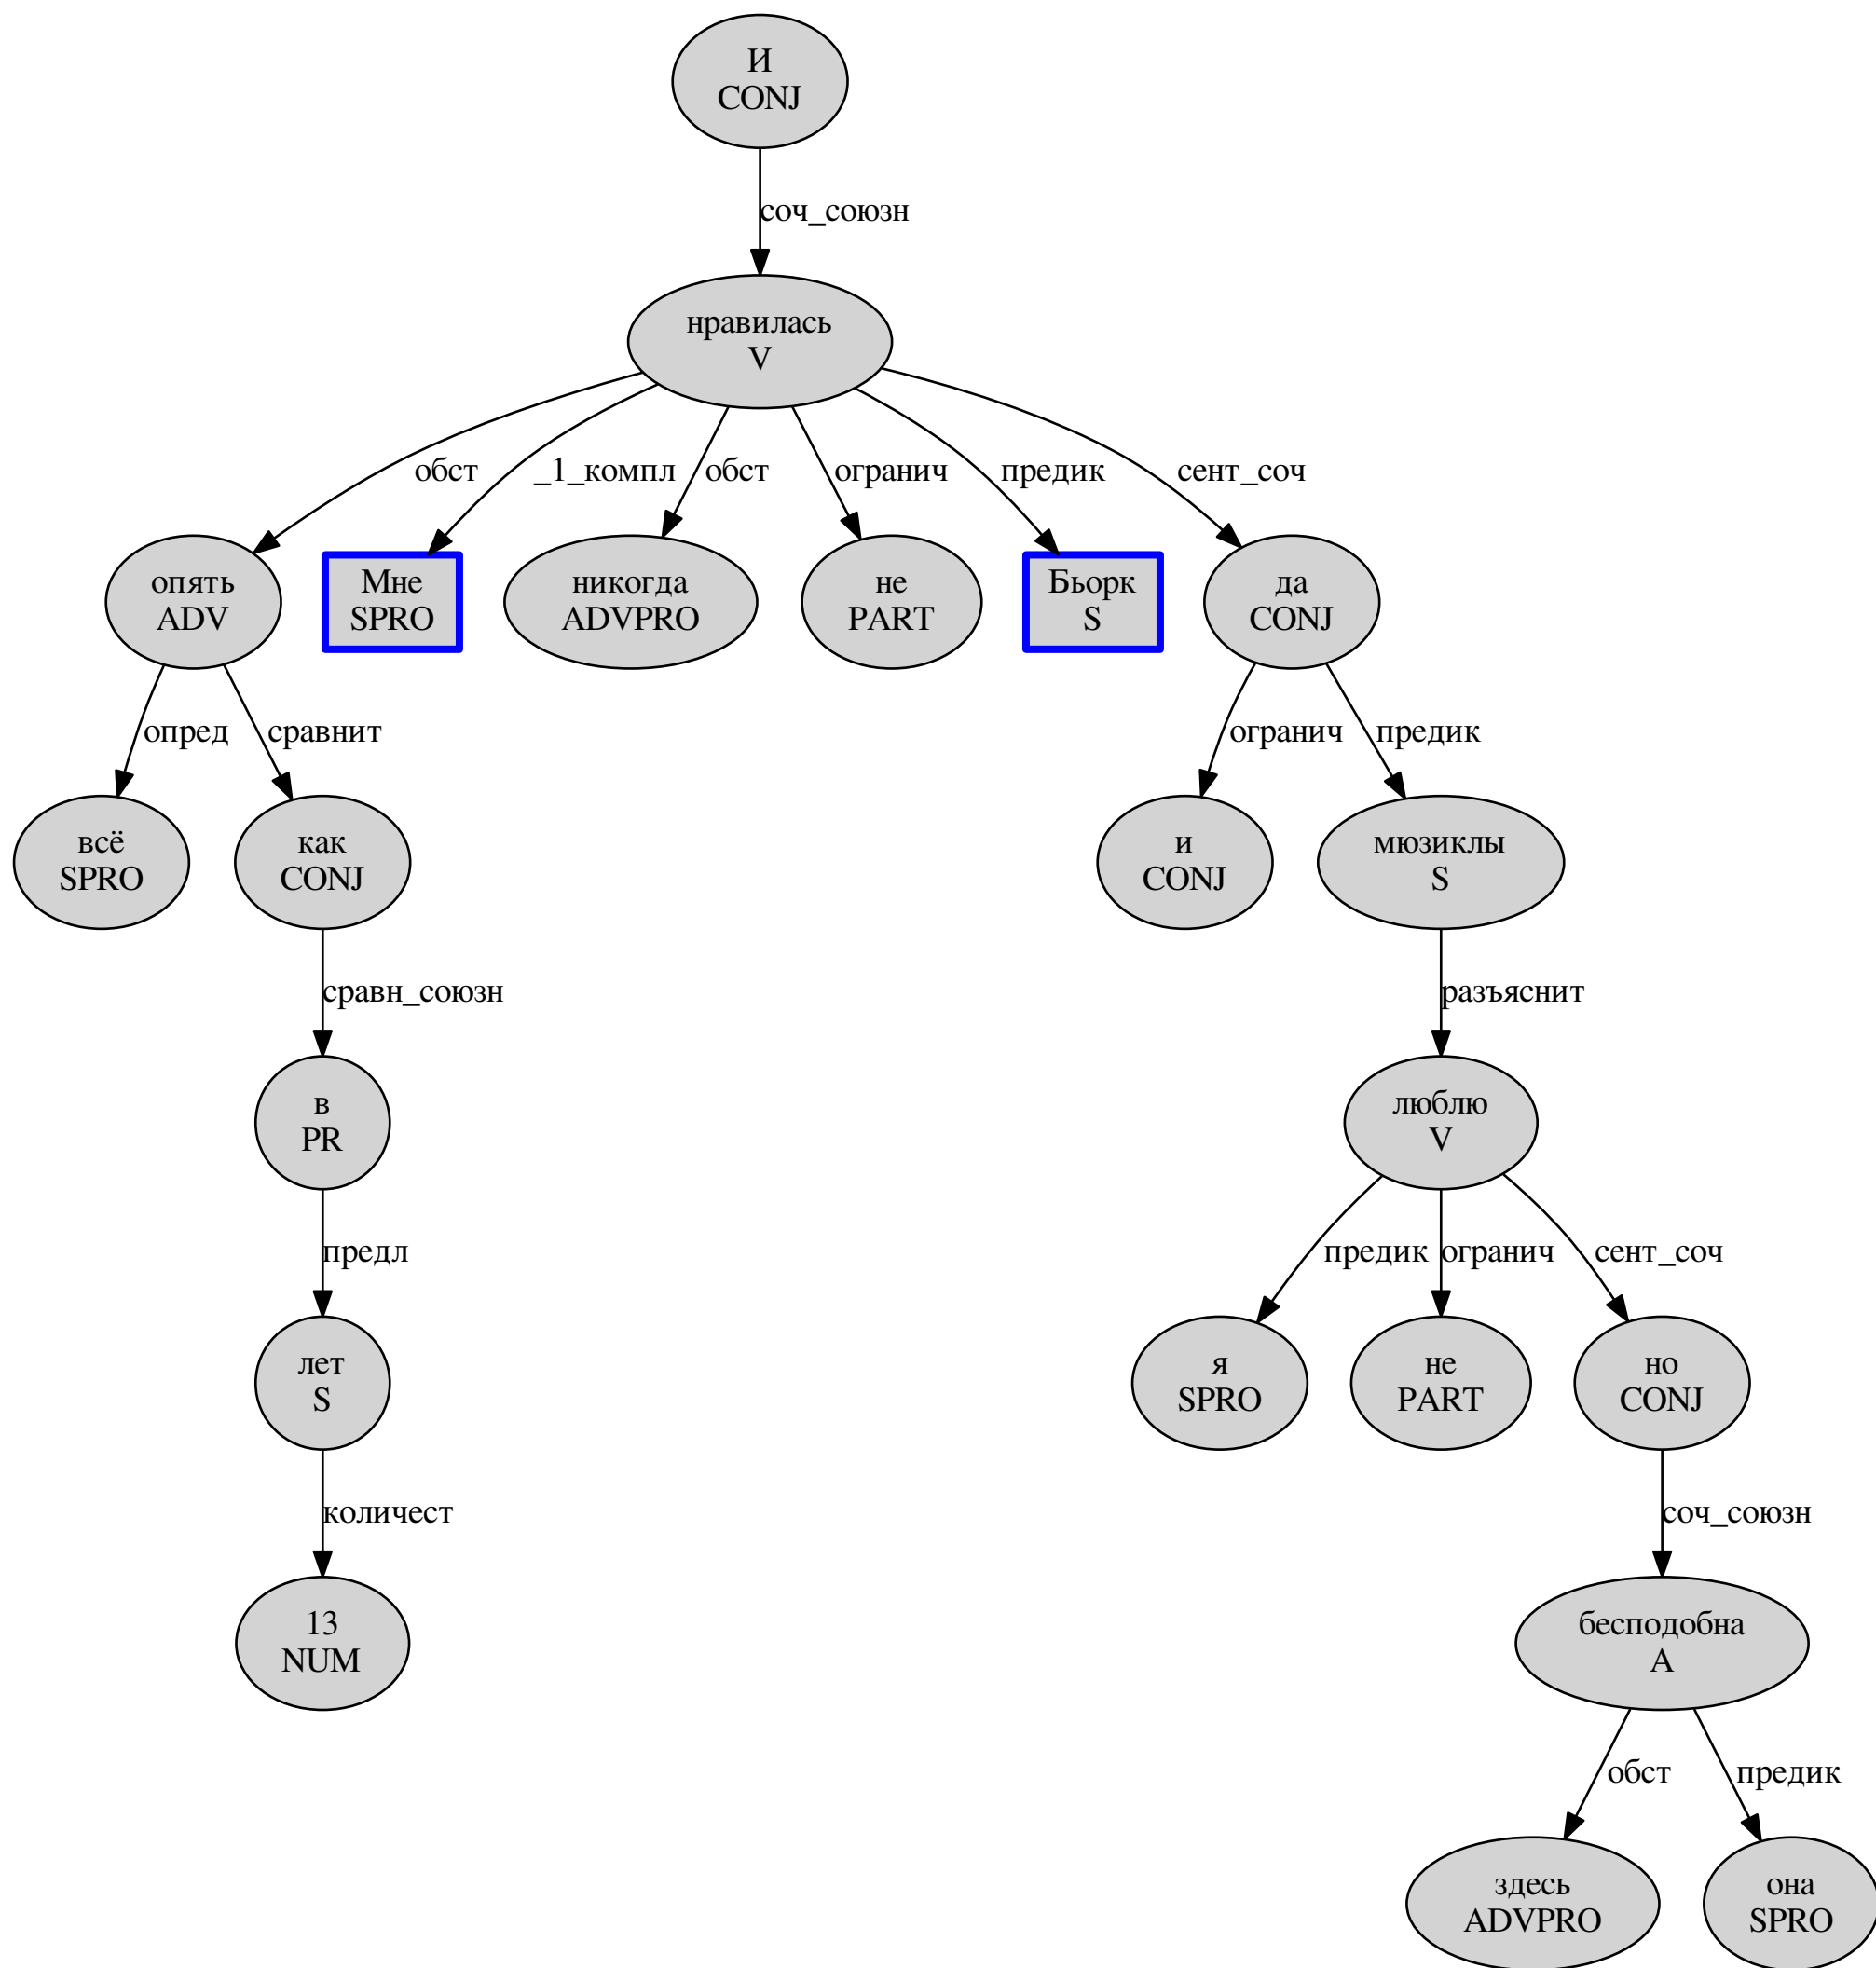 И
CONJ
соч_союзн
нравилась
V
обст
_1_компл
обст
огранич
предик
сент_соч
опять
ADV
Мне
SPRO
никогда
ADVPRO
не
PART
Бьорк
S
да
CONJ
опред
сравнит
огранич
предик
всё
SPRO
как
CONJ
и
CONJ
мюзиклы
S
сравн_союзн
разъяснит
в
PR
люблю
V
предл
предик
огранич
сент_соч
лет
S
я
SPRO
не
PART
но
CONJ
количест
соч_союзн
13
NUM
бесподобна
A
обст
предик
здесь
ADVPRO
она
SPRO